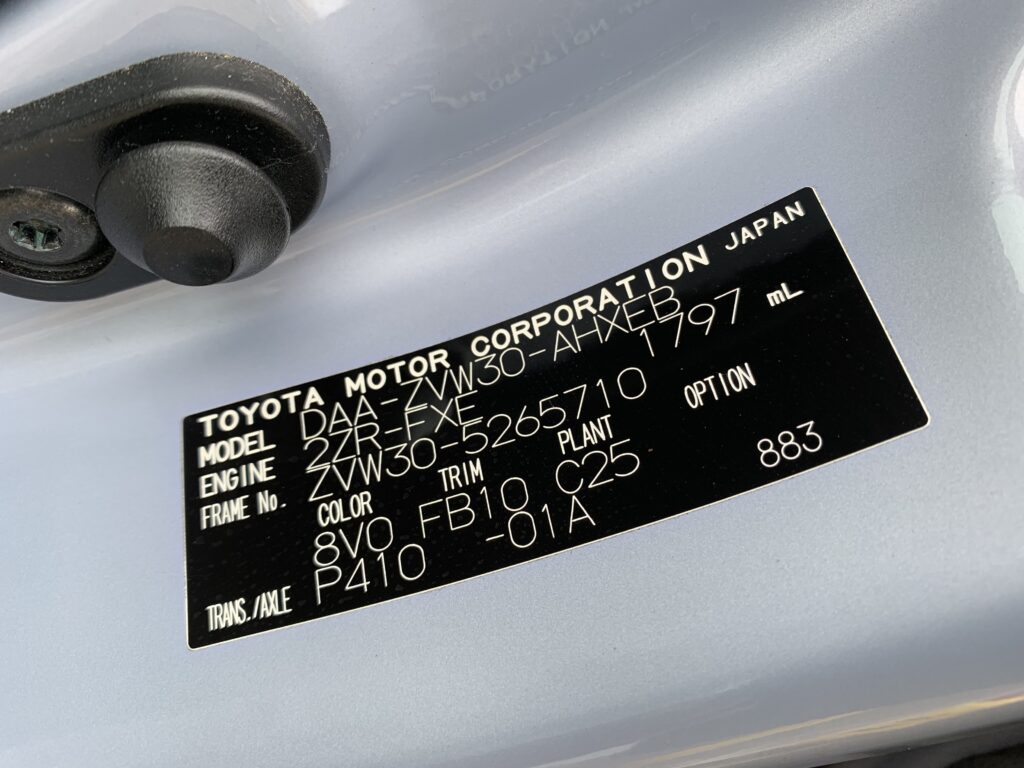 TOYOTA MOTOR CORPORATION JAPAN
MODEL DAA-ZVW30-AHXEB
ENGINE 2ZR-FXE 1797 mL
FRAME No. ZVW30-5265710
COLOR TRIM PLANT OPTION
8V0 FB10 C25 883
TRANS./AXLE P410 -01A